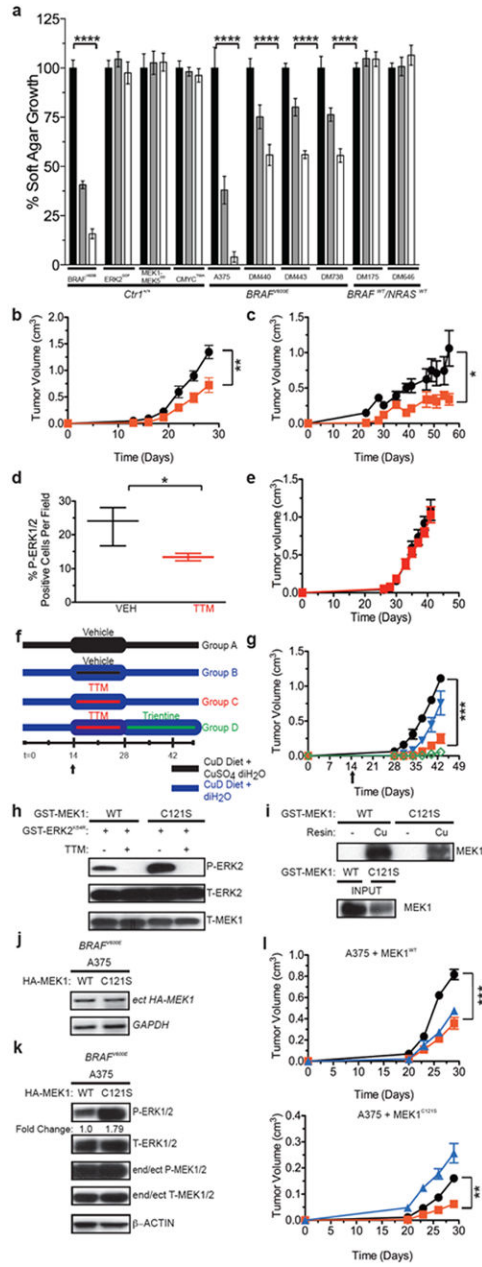 a
****
****
****
****
****
% Soft Agar Growth
125
100
75
50
25
0
ERK2
MEK1-
MEK5
CMYC
A375
DM440
DM443
DM738
DM175
DM646
Ctr1+/+
BRAFV600E
BRAF WT/NRAS WT
b
Tumor Volume (cm3)
2.0
1.5
1.0
0.5
0.0
0 10 20 30
Time (Days)
**
c
Tumor Volume (cm3)
1.5
1.0
0.5
0
0 10 20 30 40 50 60
Time (Days)
*
d
% P-ERK1/2
Positive Cells Per Field
30
20
10
0
*
VEH
TTM
e
Tumor volume (cm3)
1.5
1.0
0.5
0.0
0 10 20 30 40 50
Time (Days)
f
Vehicle
Group A
Vehicle
Group B
TTM
Group C
TTM
Trientine
Group D
t=0 14 28 42
CuD Diet +
CuSO4 diH2O
CuD Diet +
diH2O
g
Tumor Volume (cm3)
1.5
1.0
0.5
0
0 7 14 28 35 42 49
Time (Days)
***
h
GST-MEK1: WT C121S
GST-ERK2 + + + +
TTM: - + - +
P-ERK2
T-ERK2
T-MEK1
i
GST-MEK1: WT C121S
Resin: - Cu - Cu
MEK1
GST-MEK1: WT C121S
INPUT
MEK1
j
BRAFV600E
A375
HA-MEK1: WT C121S
ect HA-MEK1
GAPDH
k
BRAFV600E
A375
HA-MEK1: WT C121S
P-ERK1/2
Fold Change: 1.0 1.79
T-ERK1/2
end/ect P-MEK1/2
end/ect T-MEK1/2
β-ACTIN
l
A375 + MEK1WT
Tumor Volume (cm3)
1.0
0.8
0.6
0.4
0.2
0
0 5 10 15 20 25 30
Time (Days)
***
A375 + MEK1C121S
Tumor Volume (cm3)
0.4
0.3
0.2
0.1
0
0 5 10 15 20 25 30
Time (Days)
**